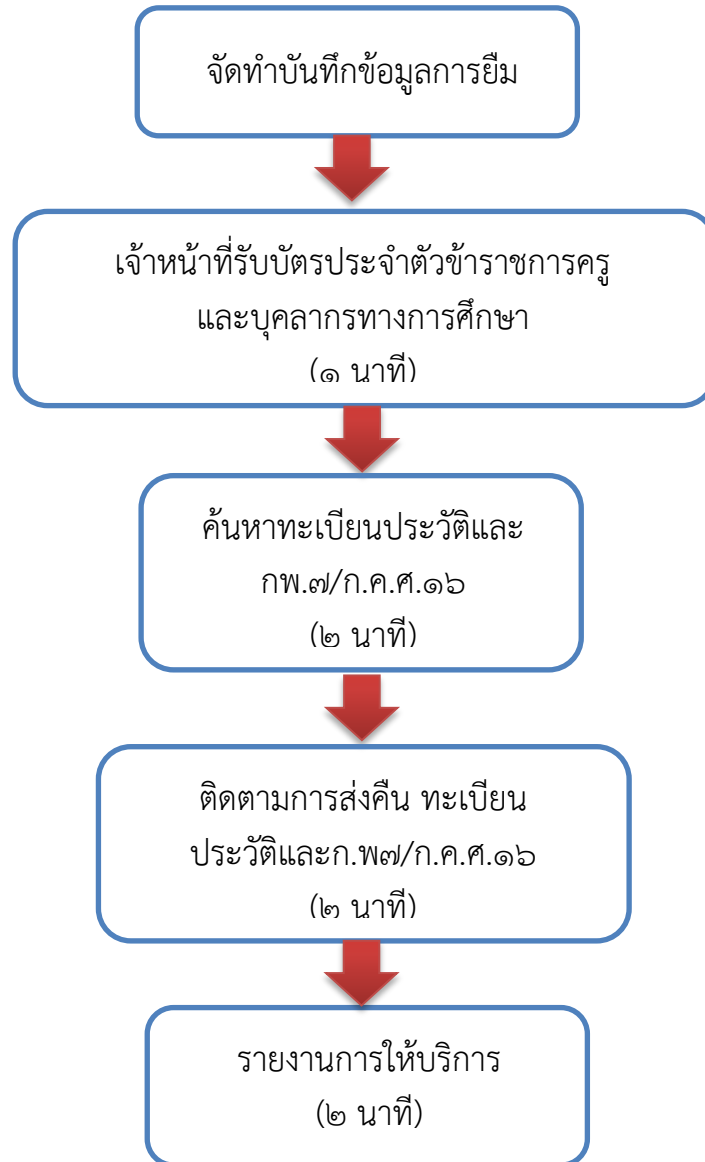 จัดทำบันทึกข้อมูลการยืม
เจ้าหน้าที่รับบัตรประจำตัวข้าราชการครู
และบุคลากรทางการศึกษา
(๑ นาที)
ค้นหาทะเบียนประวัติและ
กพ.๗/ก.ค.ศ.๑๖
(๒ นาที)
ติดตามการส่งคืน ทะเบียน
ประวัติและก.พ๗/ก.ค.ศ.๑๖
(๒ นาที)
รายงานการให้บริการ
(๒ นาที)